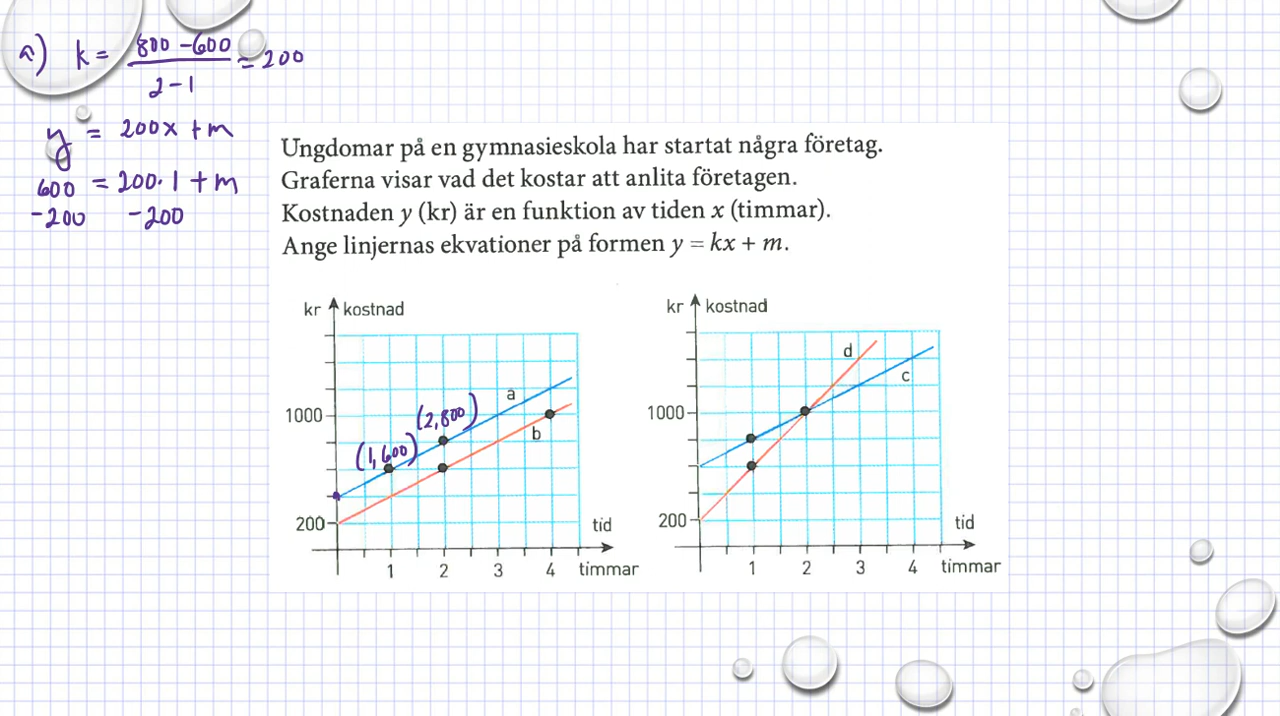 a) k = 800 - 600 / 2 - 1 = 200
y = 200x + m
600 = 200 · 1 + m
-200 -200
Ungdomar på en gymnasieskola har startat några företag.
Graferna visar vad det kostar att anlita företagen.
Kostnaden y (kr) är en funktion av tiden x (timmar).
Ange linjernas ekvationer på formen y = kx + m.
kr kostnad
a
1000
(2,800)
b
(1,600)
200
tid
1 2 3 4 timmar
kr kostnad
d
c
1000
200
tid
1 2 3 4 timmar